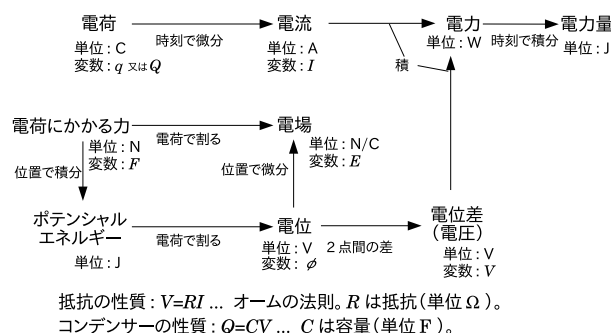 電荷
時刻で微分
電流
電力
時刻で積分
電力量
単位 : C
変数 : q 又は Q
単位 : A
変数 : I
積
単位 : W
単位 : J
電荷にかかる力
電荷で割る
電場
単位 : N
変数 : F
単位 : N/C
変数 : E
位置で積分
位置で微分
ポテンシャル
エネルギー
電荷で割る
電位
2点間の差
電位差
(電圧)
単位 : J
単位 : V
変数 : ϕ
単位 : V
変数 : V
抵抗の性質 : V=RI ... オームの法則。R は抵抗(単位 Ω)。
コンデンサーの性質 : Q=CV ... C は容量(単位 F)。